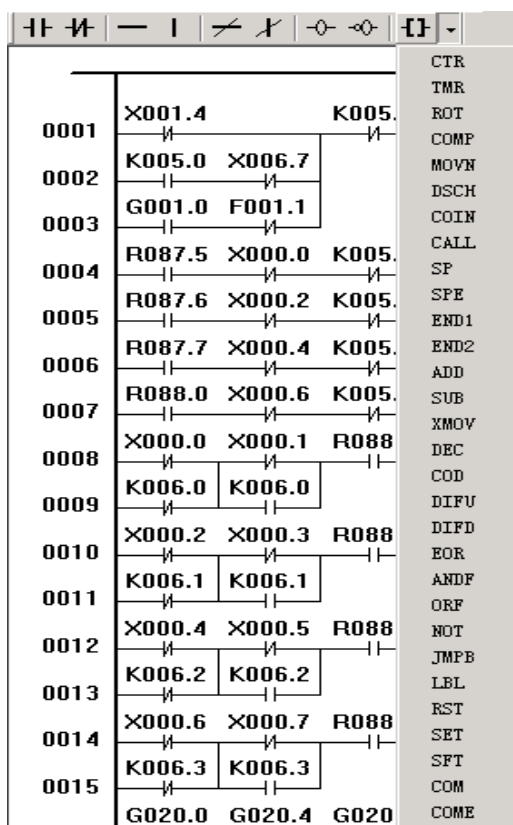 X001.4 K005.
0001
K005.0 X006.7
0002
G001.0 F001.1
0003
R087.5 X000.0 K005.
0004
R087.6 X000.2 K005.
0005
R087.7 X000.4 K005.
0006
R088.0 X000.6 K005.
0007
X000.0 X000.1 R088
0008
K006.0 K006.0
0009
X000.2 X000.3 R088
0010
K006.1 K006.1
0011
X000.4 X000.5 R088
0012
K006.2 K006.2
0013
X000.6 X000.7 R088
0014
K006.3 K006.3
0015
G020.0 G020.4 G020
CTR
TMR
ROT
COMP
MOVN
DSCH
COIN
CALL
SP
SPE
END1
END2
ADD
SUB
XMOV
DEC
COD
DIFU
DIFD
EOR
ANDF
ORF
NOT
JMPB
LBL
RST
SET
SFT
COM
COME